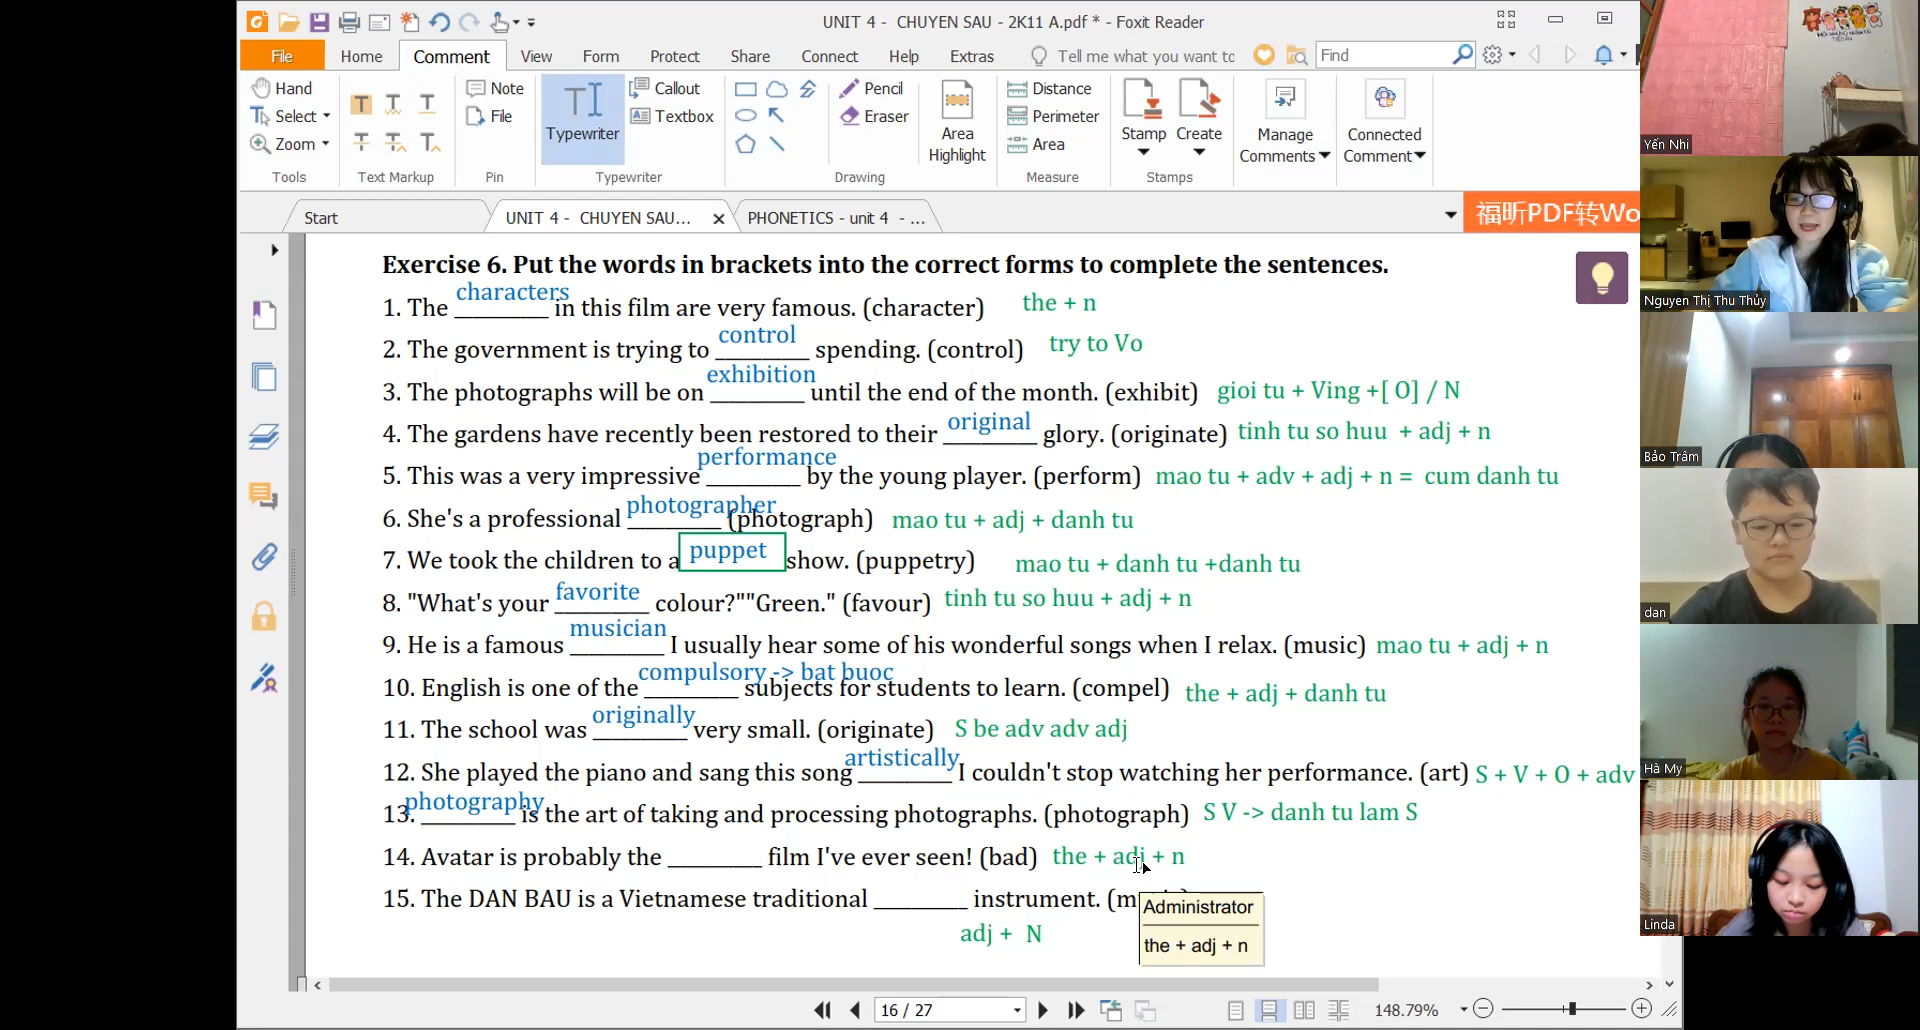 UNIT 4 - CHUYEN SAU - 2K11 A.pdf * - Foxit Reader
File Home Comment View Form Protect Share Connect Help Extras Tell me what you want to Find
Hand Select Zoom Tools
Text Markup
Note File Pin
Typewriter Callout Textbox Typewriter
Pencil Eraser Area Highlight Drawing
Distance Perimeter Area Measure
Stamp Create Stamps
Manage Comments
Connected Comment
Start UNIT 4 - CHUYEN SAU... PHONETICS - unit 4 - ... 福昕PDF转Wo
Exercise 6. Put the words in brackets into the correct forms to complete the sentences.
characters
1. The ________ in this film are very famous. (character) the + n
control
2. The government is trying to ________ spending. (control) try to Vo
exhibition
3. The photographs will be on ________ until the end of the month. (exhibit) gioi tu + Ving +[ O] / N
original
4. The gardens have recently been restored to their ________ glory. (originate) tinh tu so huu + adj + n
performance
5. This was a very impressive ________ by the young player. (perform) mao tu + adv + adj + n = cum danh tu
photographer
6. She's a professional ________ (photograph) mao tu + adj + danh tu
puppet
7. We took the children to a show. (puppetry) mao tu + danh tu +danh tu
favorite
8. "What's your ________ colour?""Green." (favour) tinh tu so huu + adj + n
musician
9. He is a famous ________ I usually hear some of his wonderful songs when I relax. (music) mao tu + adj + n
compulsory -> bat buoc
10. English is one of the ________ subjects for students to learn. (compel) the + adj + danh tu
originally
11. The school was ________ very small. (originate) S be adv adv adj
artistically
12. She played the piano and sang this song ________ I couldn't stop watching her performance. (art) S + V + O + adv
photography
13. ________ is the art of taking and processing photographs. (photograph) S V -> danh tu lam S
14. Avatar is probably the ________ film I've ever seen! (bad) the + adj + n
15. The DAN BAU is a Vietnamese traditional ________ instrument. (m
adj + N
Administrator
the + adj + n
16 / 27 148.79%
Yến Nhi
Nguyen Thị Thu Thủy
Bảo Trâm
dan
Hà My
Linda